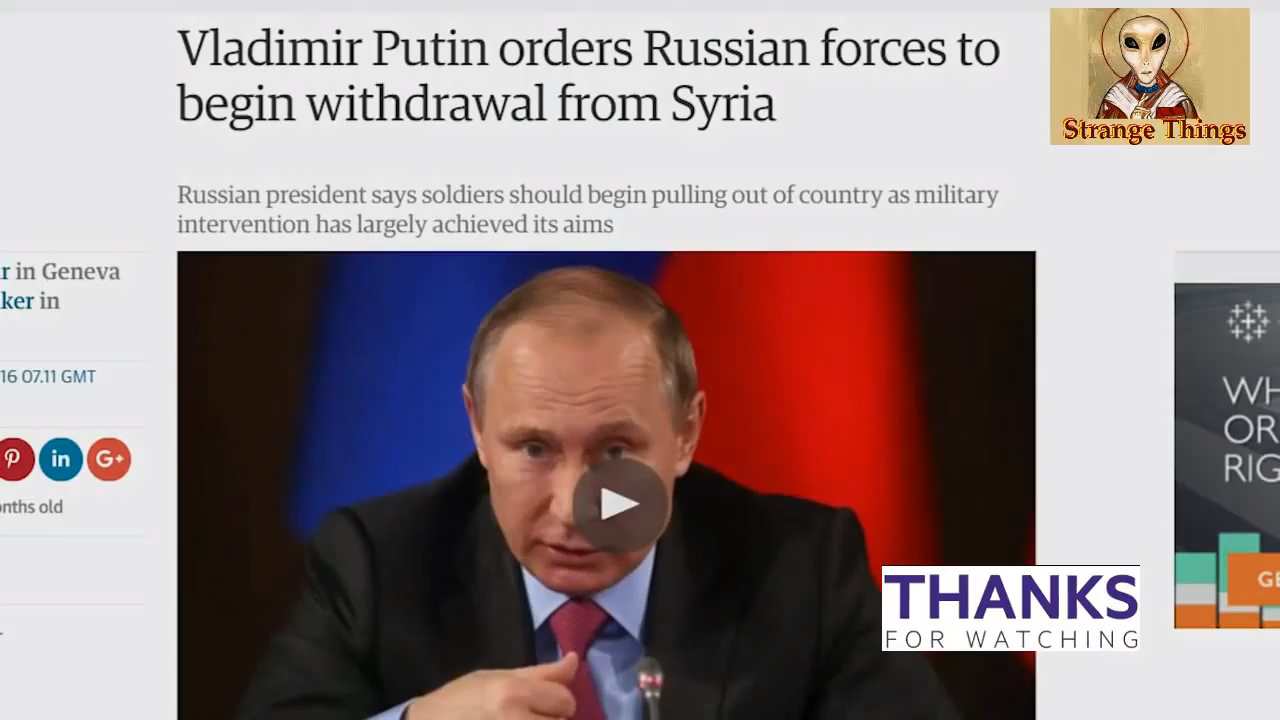 Vladimir Putin orders Russian forces to
begin withdrawal from Syria
Strange Things
Russian president says soldiers should begin pulling out of country as military
intervention has largely achieved its aims
r in Geneva
ker in
16 07.11 GMT
in
G+
nths old
WH
OR
RIG
GE
THANKS
FOR WATCHING